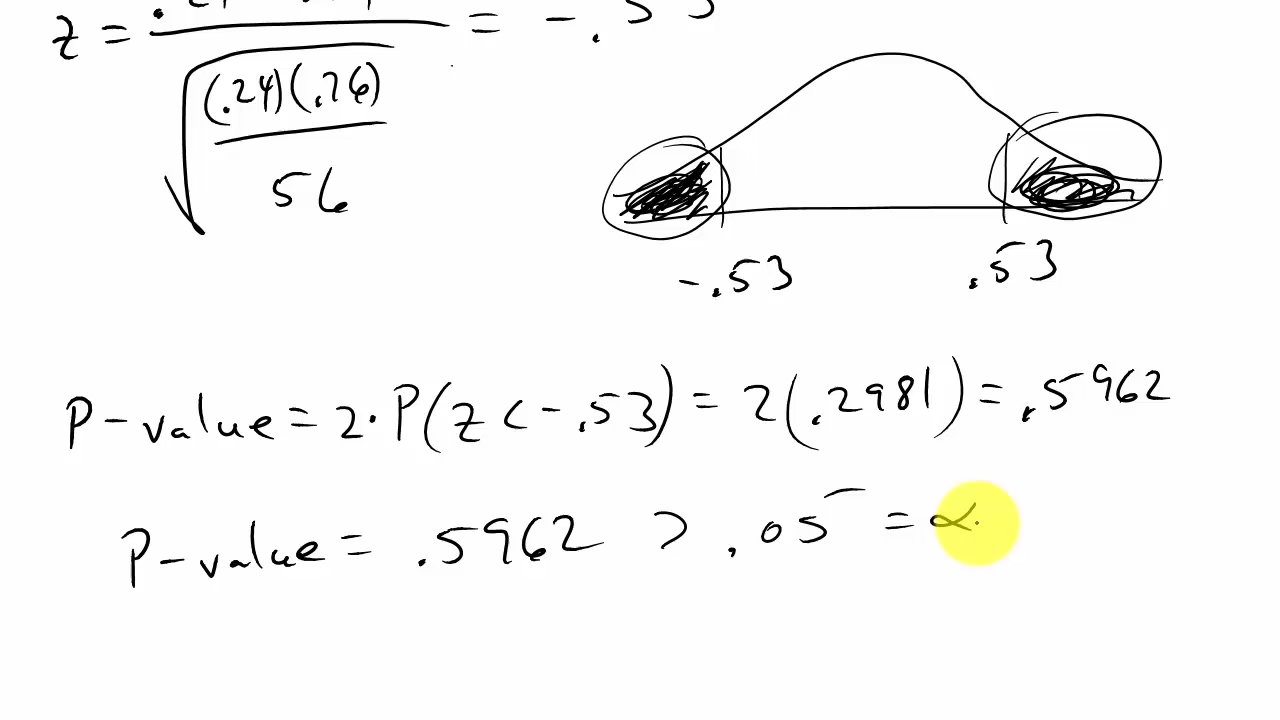 z = ──── = -.53
√((.24)(.76)/56)
-.53 .53
P-value = 2·P(z < -.53) = 2(.2981) = .5962
P-value = .5962 > .05 = α